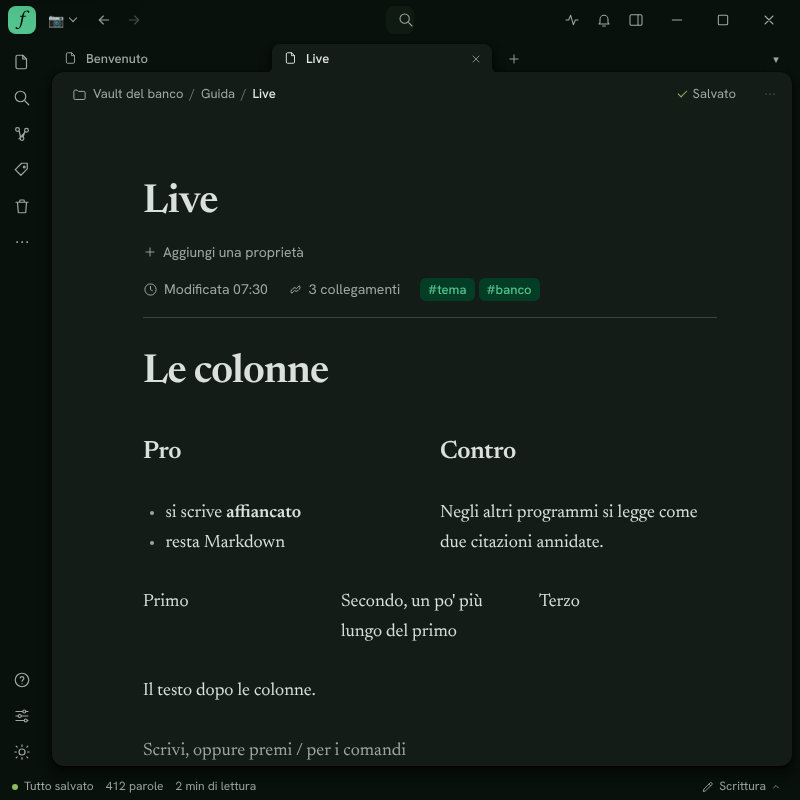 f
Benvenuto
Live
Vault del banco / Guida / Live
Salvato
Live
Aggiungi una proprietà
Modificata 07:30
3 collegamenti
#tema
#banco
Le colonne
Pro
si scrive affiancato
resta Markdown
Contro
Negli altri programmi si legge come
due citazioni annidate.
Primo
Secondo, un po' più
lungo del primo
Terzo
Il testo dopo le colonne.
Scrivi, oppure premi / per i comandi
Tutto salvato
412 parole
2 min di lettura
Scrittura